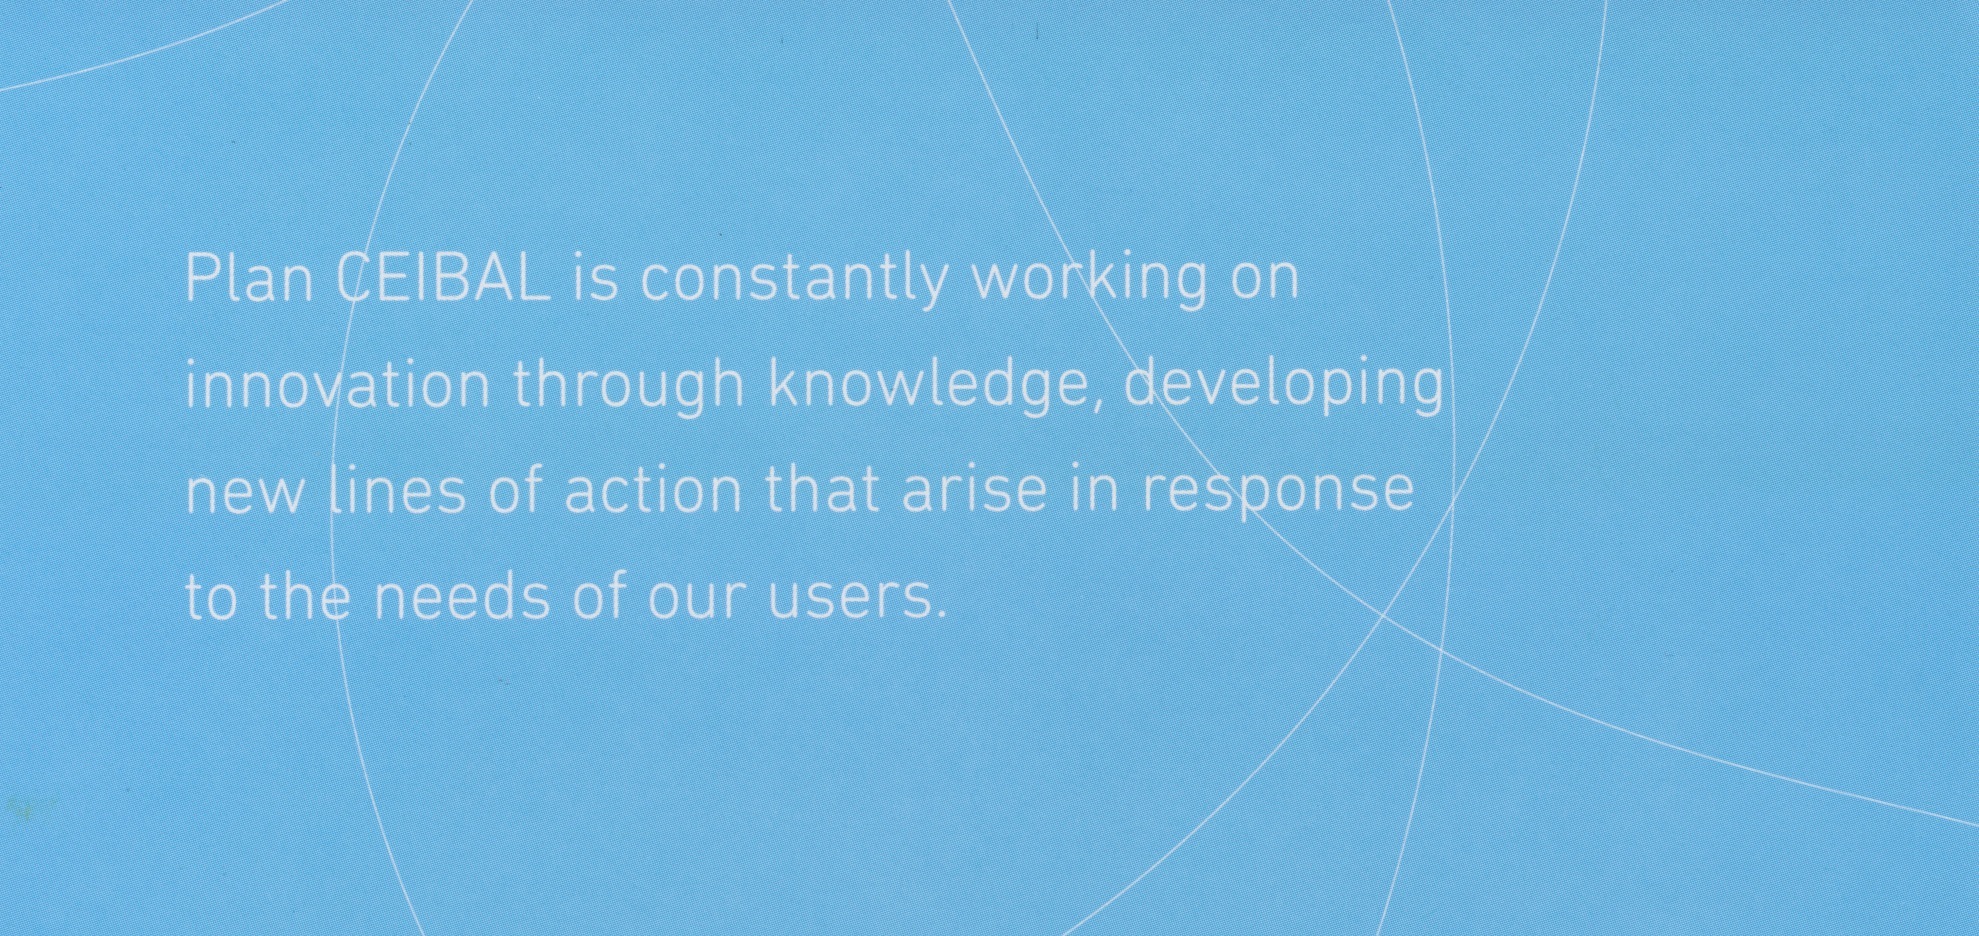 Plan CEIBAL is constantly working on
innovation through knowledge, developing
new lines of action that arise in response
to the needs of our users.